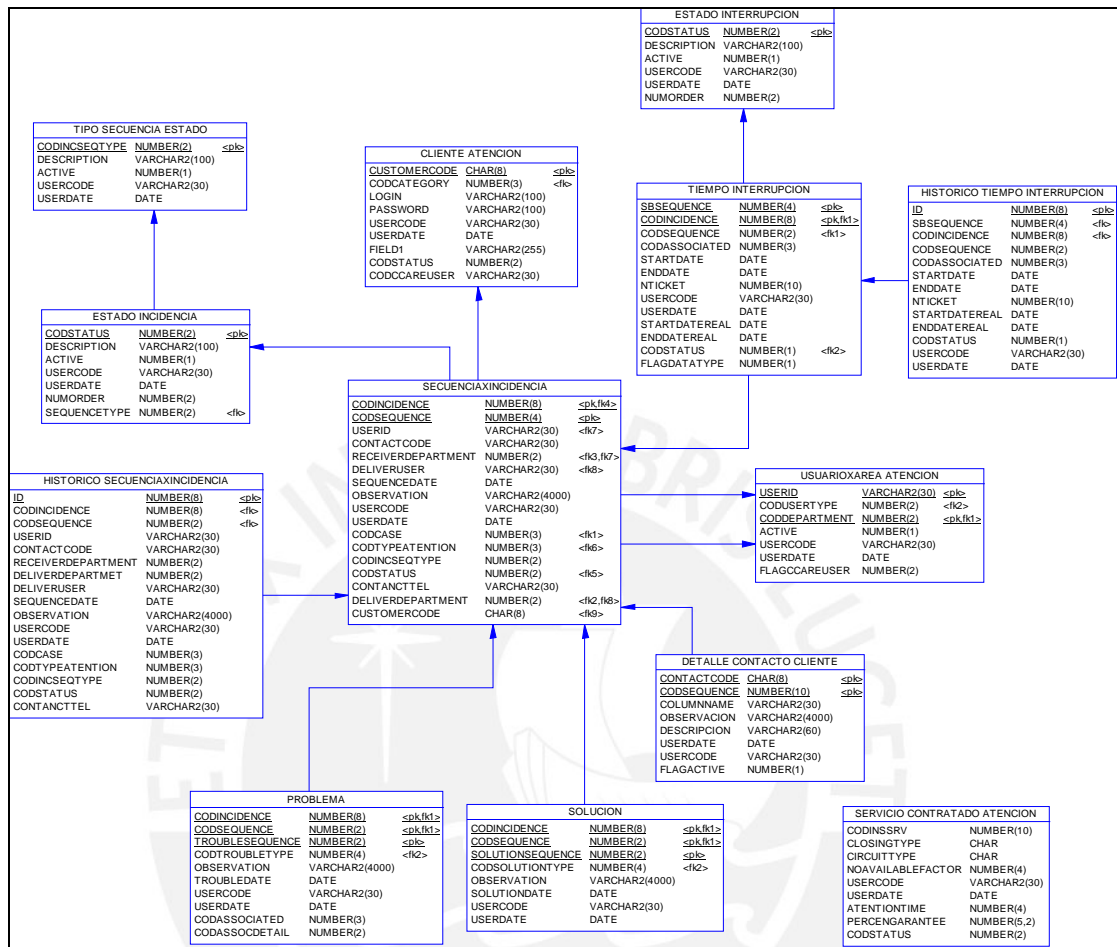 ESTADO INTERRUPCION
CODSTATUS NUMBER(2) <pk>
DESCRIPTION VARCHAR2(100)
ACTIVE NUMBER(1)
USERCODE VARCHAR2(30)
USERDATE DATE
NUMORDER NUMBER(2)
TIPO SECUENCIA ESTADO
CODINCSEQTYPE NUMBER(2) <pk>
DESCRIPTION VARCHAR2(100)
ACTIVE NUMBER(1)
USERCODE VARCHAR2(30)
USERDATE DATE
CLIENTE ATENCION
CUSTOMERCODE CHAR(8) <pk>
CODCATEGORY NUMBER(3) <fk>
LOGIN VARCHAR2(100)
PASSWORD VARCHAR2(100)
USERCODE VARCHAR2(30)
USERDATE DATE
FIELD1 VARCHAR2(255)
CODSTATUS NUMBER(2)
CODCCAREUSER VARCHAR2(30)
TIEMPO INTERRUPCION
SBSEQUENCE NUMBER(4) <pk>
CODINCIDENCE NUMBER(8) <pk,fk1>
CODSEQUENCE NUMBER(2) <fk1>
CODASSOCIATED NUMBER(3)
STARTDATE DATE
ENDDATE DATE
NTICKET NUMBER(10)
USERCODE VARCHAR2(30)
USERDATE DATE
STARTDATEREAL DATE
ENDDATEREAL DATE
CODSTATUS NUMBER(1) <fk2>
FLAGDATATYPE NUMBER(1)
HISTORICO TIEMPO INTERRUPCION
ID NUMBER(8) <pk>
SBSEQUENCE NUMBER(4) <fk>
CODINCIDENCE NUMBER(8) <fk>
CODSEQUENCE NUMBER(2)
CODASSOCIATED NUMBER(3)
STARTDATE DATE
ENDDATE DATE
NTICKET NUMBER(10)
STARTDATEREAL DATE
ENDDATEREAL DATE
CODSTATUS NUMBER(1)
USERCODE VARCHAR2(30)
USERDATE DATE
ESTADO INCIDENCIA
CODSTATUS NUMBER(2) <pk>
DESCRIPTION VARCHAR2(100)
ACTIVE NUMBER(1)
USERCODE VARCHAR2(30)
USERDATE DATE
NUMORDER NUMBER(2)
SEQUENCETYPE NUMBER(2) <fk>
SECUENCIAXINCIDENCIA
CODINCIDENCE NUMBER(8) <pk,fk4>
CODSEQUENCE NUMBER(4) <pk>
USERID VARCHAR2(30) <fk7>
CONTACTCODE VARCHAR2(30)
RECEIVERDEPARTMENT NUMBER(2) <fk3,fk7>
DELIVERUSER VARCHAR2(30) <fk8>
SEQUENCEDATE DATE
OBSERVATION VARCHAR2(4000)
USERCODE VARCHAR2(30)
USERDATE DATE
CODCASE NUMBER(3) <fk1>
CODTYPEATENTION NUMBER(3) <fk6>
CODINCSEQTYPE NUMBER(2)
CODSTATUS NUMBER(2) <fk5>
CONTANCTTEL VARCHAR2(30)
DELIVERDEPARTMENT NUMBER(2) <fk2,fk8>
CUSTOMERCODE CHAR(8) <fk9>
HISTORICO SECUENCIAXINCIDENCIA
ID NUMBER(8) <pk>
CODINCIDENCE NUMBER(8) <fk>
CODSEQUENCE NUMBER(2) <fk>
USERID VARCHAR2(30)
CONTACTCODE VARCHAR2(30)
RECEIVERDEPARTMENT NUMBER(2)
DELIVERDEPARTMET NUMBER(2)
DELIVERUSER VARCHAR2(30)
SEQUENCEDATE DATE
OBSERVATION VARCHAR2(4000)
USERCODE VARCHAR2(30)
USERDATE DATE
CODCASE NUMBER(3)
CODTYPEATENTION NUMBER(3)
CODINCSEQTYPE NUMBER(2)
CODSTATUS NUMBER(2)
CONTANCTTEL VARCHAR2(30)
USUARIOXAREA ATENCION
USERID VARCHAR2(30) <pk>
CODUSERTYPE NUMBER(2) <fk2>
CODDEPARTMENT NUMBER(2) <pk,fk1>
ACTIVE NUMBER(1)
USERCODE VARCHAR2(30)
USERDATE DATE
FLAGCCAREUSER NUMBER(2)
DETALLE CONTACTO CLIENTE
CONTACTCODE CHAR(8) <pk>
CODSEQUENCE NUMBER(10) <pk>
COLUMNNAME VARCHAR2(30)
OBSERVACION VARCHAR2(4000)
DESCRIPCION VARCHAR2(60)
USERDATE DATE
USERCODE VARCHAR2(30)
FLAGACTIVE NUMBER(1)
PROBLEMA
CODINCIDENCE NUMBER(8) <pk,fk1>
CODSEQUENCE NUMBER(2) <pk,fk1>
TROUBLESEQUENCE NUMBER(2) <pk>
CODTROUBLETYPE NUMBER(4) <fk2>
OBSERVATION VARCHAR2(4000)
TROUBLEDATE DATE
USERCODE VARCHAR2(30)
USERDATE DATE
CODASSOCIATED NUMBER(3)
CODASSOCDETAIL NUMBER(2)
SOLUCION
CODINCIDENCE NUMBER(8) <pk,fk1>
CODSEQUENCE NUMBER(2) <pk,fk1>
SOLUTIONSEQUENCE NUMBER(2) <pk>
CODSOLUTIONTYPE NUMBER(4) <fk2>
OBSERVATION VARCHAR2(4000)
SOLUTIONDATE DATE
USERCODE VARCHAR2(30)
USERDATE DATE
SERVICIO CONTRATADO ATENCION
CODINSSRV NUMBER(10)
CLOSINGTYPE CHAR
CIRCUITTYPE CHAR
NOAVAILABLEFACTOR NUMBER(4)
USERCODE VARCHAR2(30)
USERDATE DATE
ATENTIONTIME NUMBER(4)
PERCENGARANTEE NUMBER(5,2)
CODSTATUS NUMBER(2)